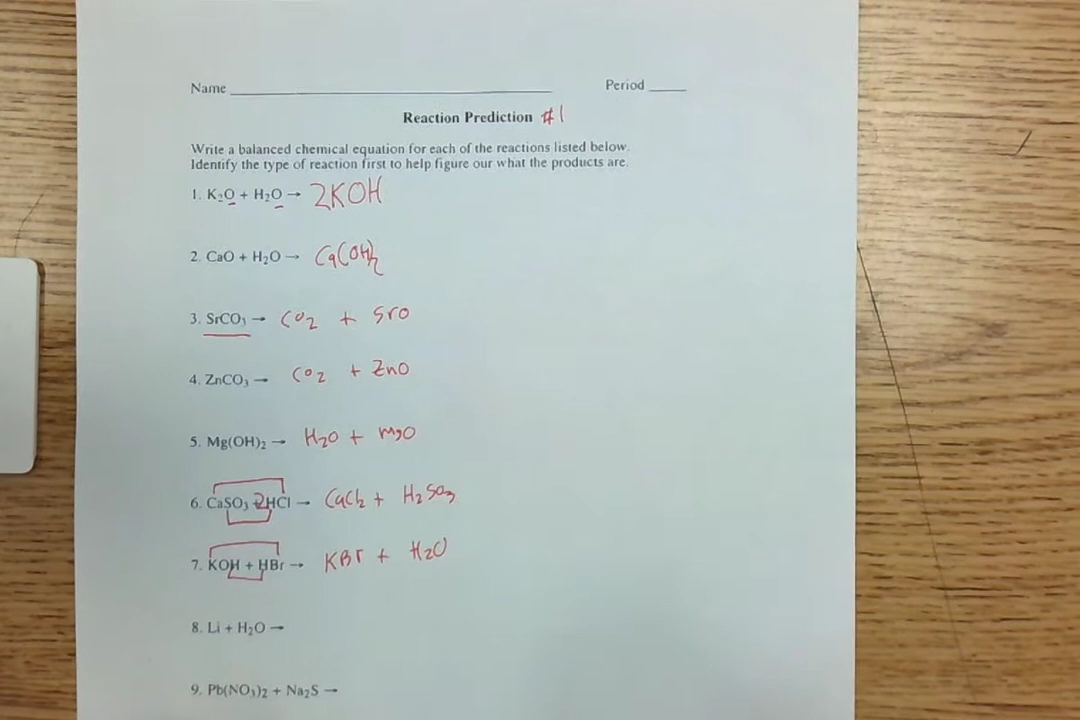 Name ____ Period ____
Reaction Prediction #1
Write a balanced chemical equation for each of the reactions listed below.
Identify the type of reaction first to help figure our what the products are.
1. K₂O + H₂O → 2KOH
2. CaO + H₂O → Ca(OH)₂
3. SrCO₃ → CO₂ + SrO
4. ZnCO₃ → CO₂ + ZnO
5. Mg(OH)₂ → H₂O + MgO
6. CaSO₃ + 2HCl → CaCl₂ + H₂SO₃
7. KOH + HBr → KBr + H₂O
8. Li + H₂O →
9. Pb(NO₃)2 + Na₂S →